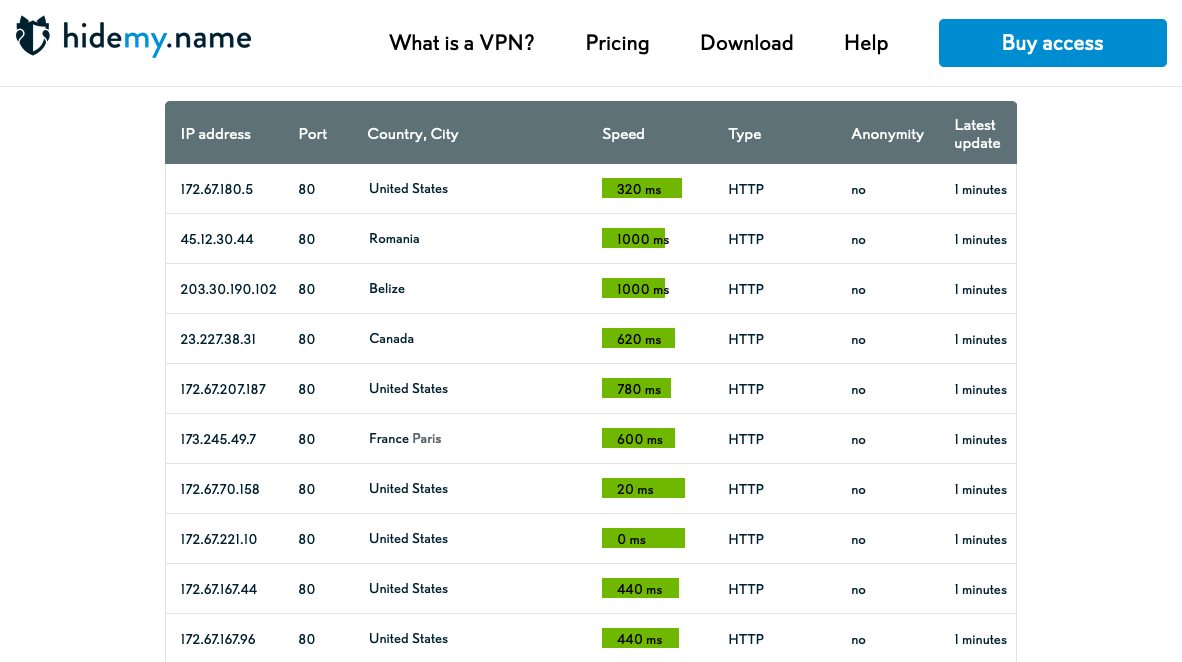 hidemy.name What is a VPN? Pricing Download Help Buy access
IP address Port Country, City Speed Type Anonymity Latest update
172.67.180.5 80 United States 320 ms HTTP no 1 minutes
45.12.30.44 80 Romania 1000 ms HTTP no 1 minutes
203.30.190.102 80 Belize 1000 ms HTTP no 1 minutes
23.227.38.31 80 Canada 620 ms HTTP no 1 minutes
172.67.207.187 80 United States 780 ms HTTP no 1 minutes
173.245.49.7 80 France Paris 600 ms HTTP no 1 minutes
172.67.70.158 80 United States 20 ms HTTP no 1 minutes
172.67.221.10 80 United States 0 ms HTTP no 1 minutes
172.67.167.44 80 United States 440 ms HTTP no 1 minutes
172.67.167.96 80 United States 440 ms HTTP no 1 minutes